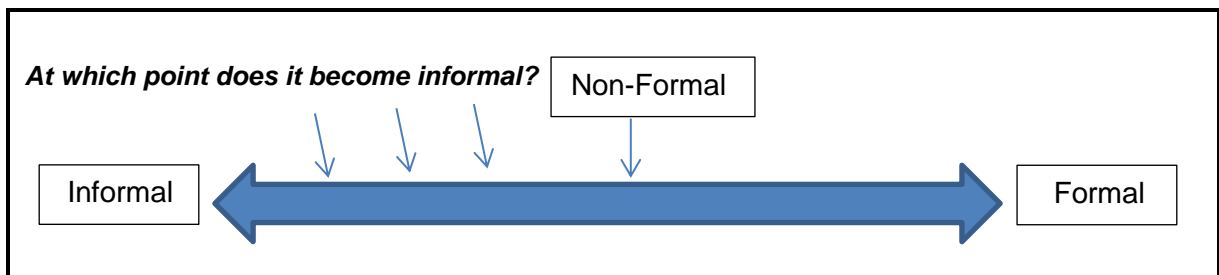 At which point does it become informal?
Non-Formal
Informal
Formal